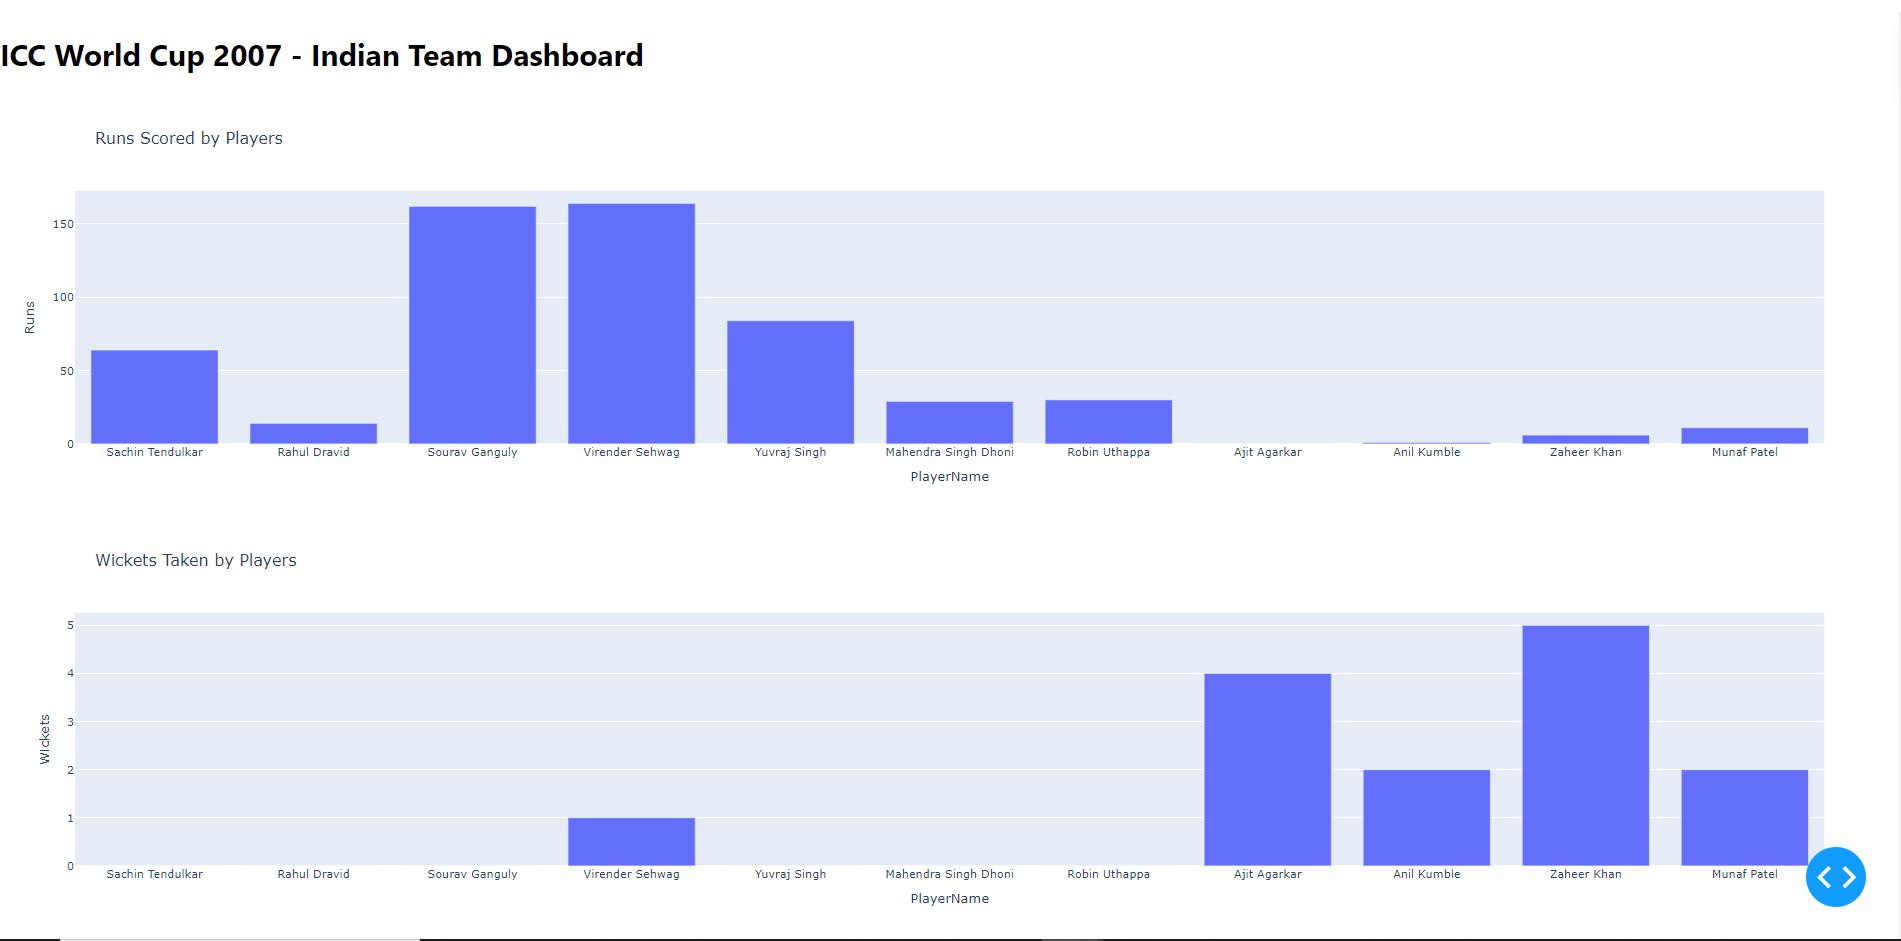 ICC World Cup 2007 - Indian Team Dashboard
Runs Scored by Players
150
100
50
0
Runs
Sachin Tendulkar Rahul Dravid Sourav Ganguly Virender Sehwag Yuvraj Singh Mahendra Singh Dhoni Robin Uthappa Ajit Agarkar Anil Kumble Zaheer Khan Munaf Patel
PlayerName
Wickets Taken by Players
5
4
3
2
1
0
Wickets
Sachin Tendulkar Rahul Dravid Sourav Ganguly Virender Sehwag Yuvraj Singh Mahendra Singh Dhoni Robin Uthappa Ajit Agarkar Anil Kumble Zaheer Khan Munaf Patel
PlayerName